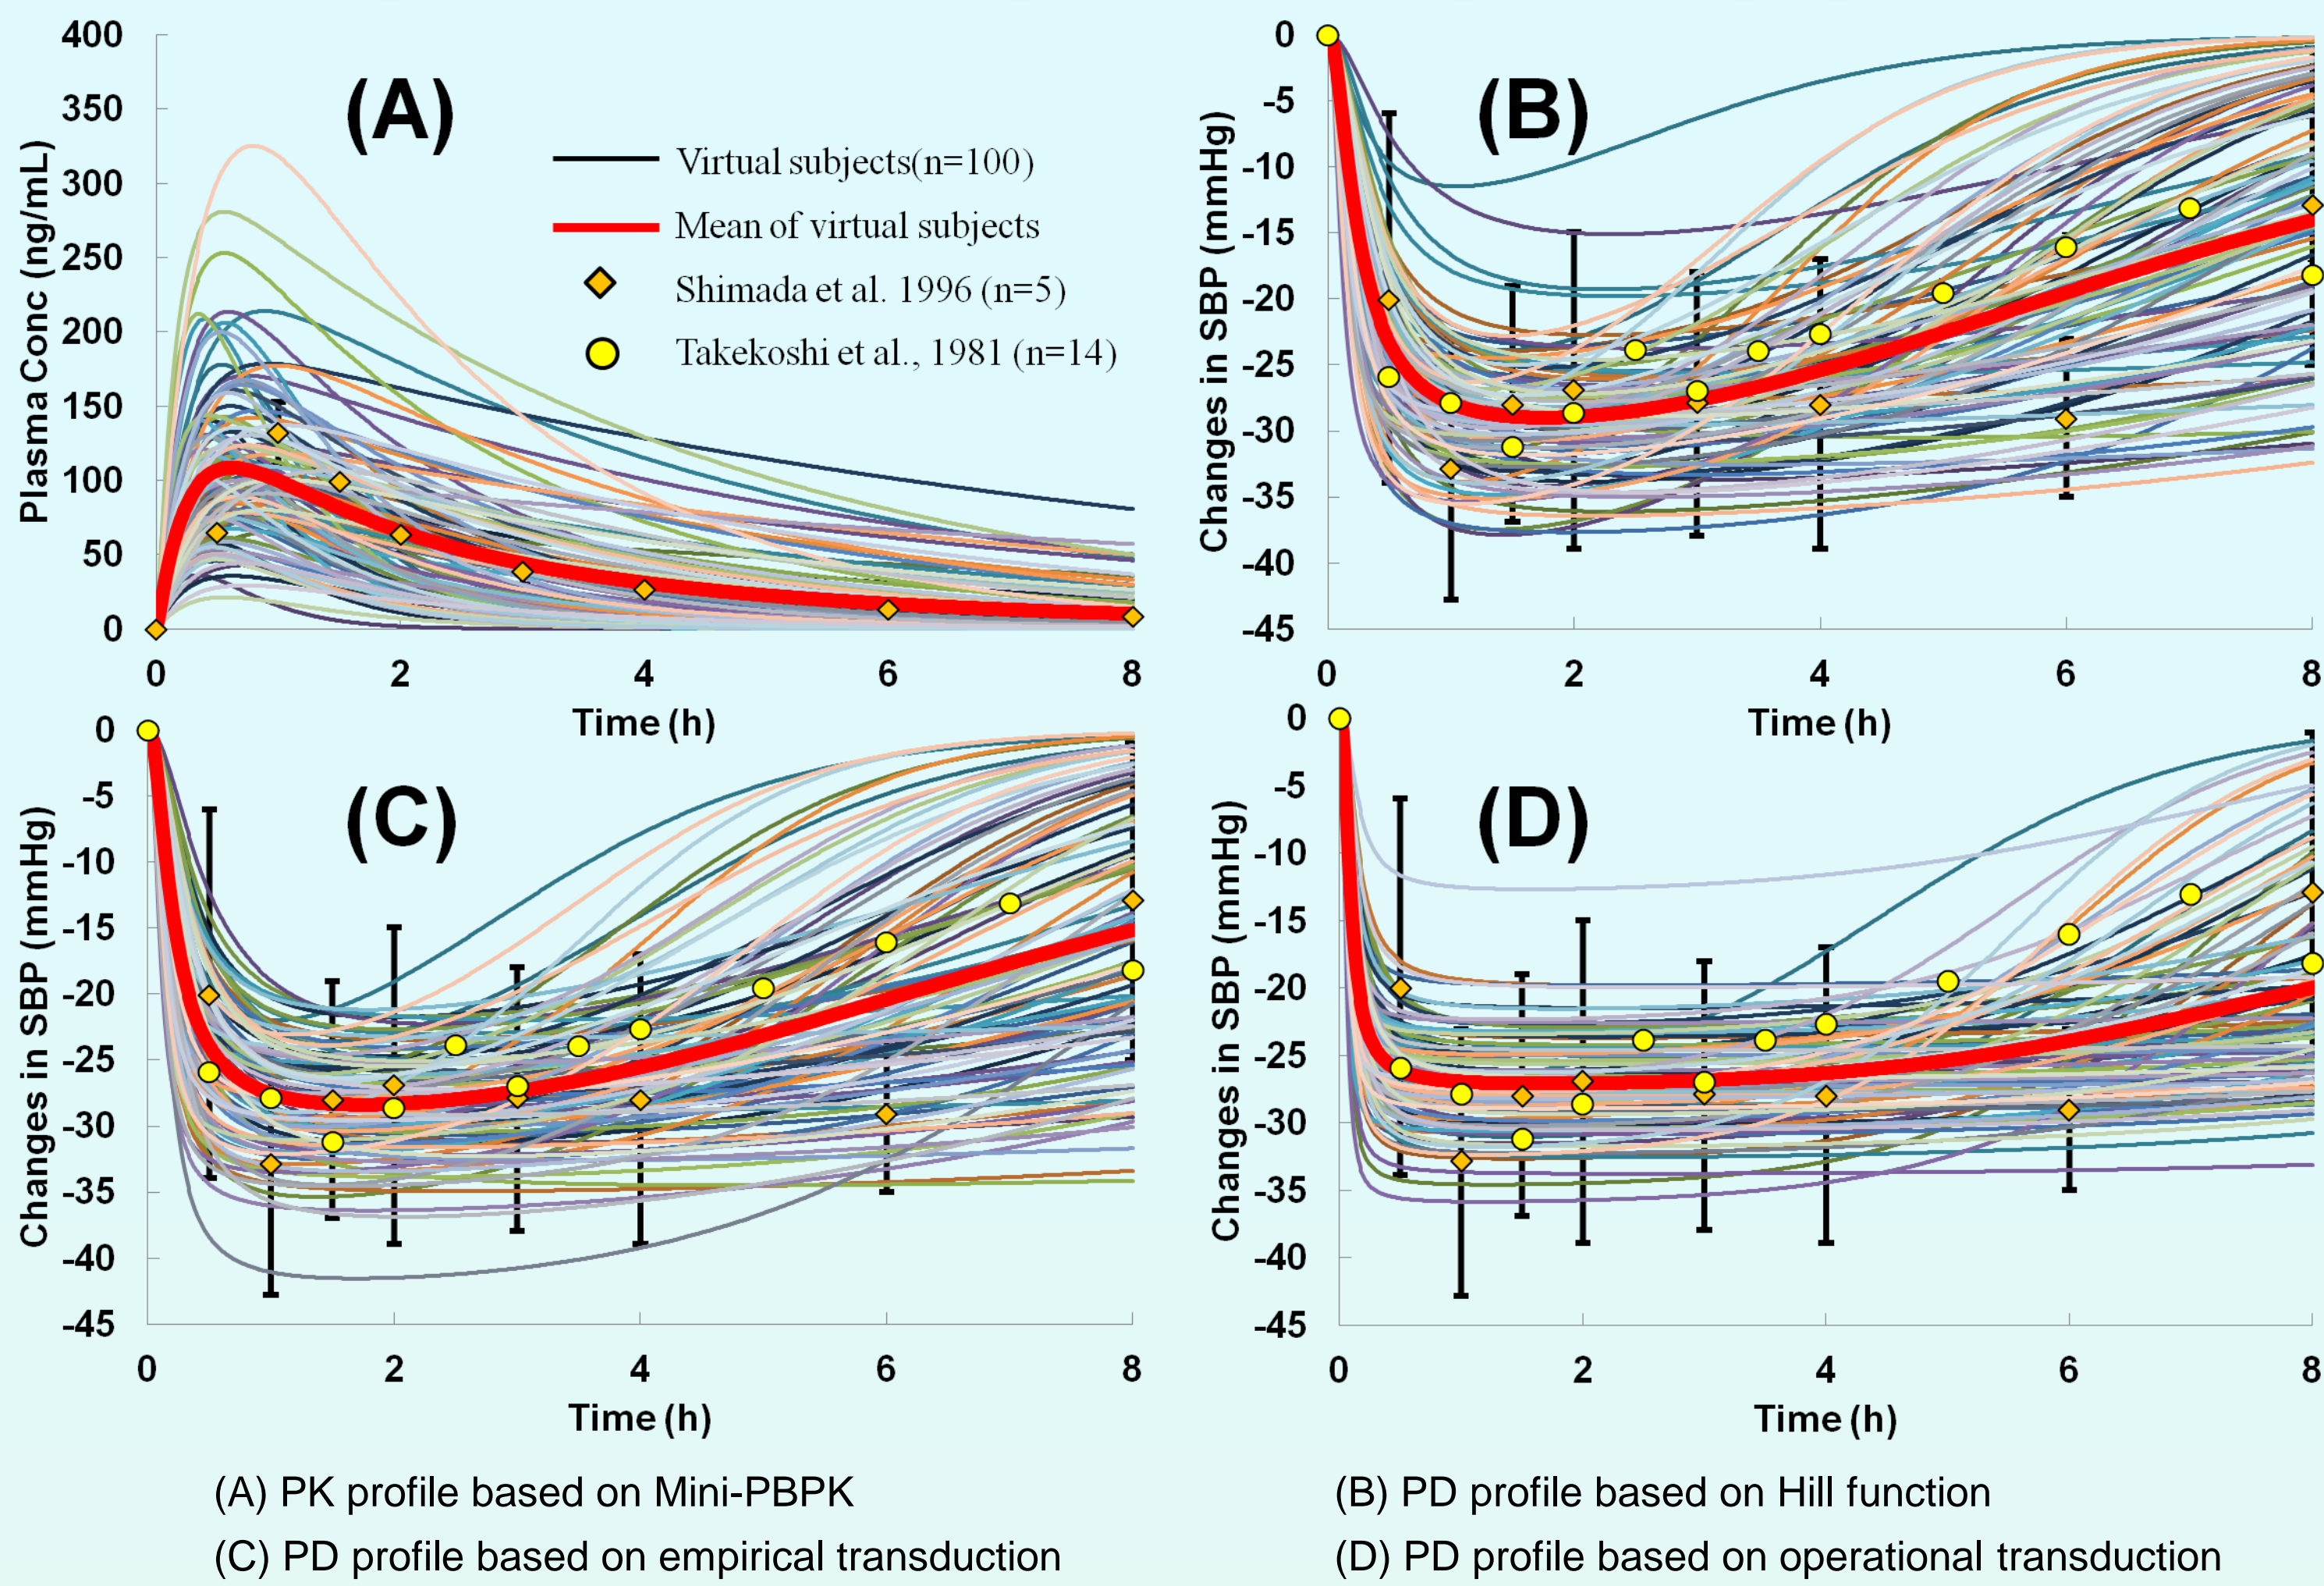 (A)
Plasma Conc (ng/mL)
400
350
300
250
200
150
100
50
0
Virtual subjects(n=100)
Mean of virtual subjects
Shimada et al. 1996 (n=5)
Takekoshi et al., 1981 (n=14)
0 2 4 6 8
Time (h)
(B)
Changes in SBP (mmHg)
0
-5
-10
-15
-20
-25
-30
-35
-40
-45
0 2 4 6 8
Time (h)
(C)
Changes in SBP (mmHg)
0
-5
-10
-15
-20
-25
-30
-35
-40
-45
0 2 4 6 8
Time (h)
(D)
Changes in SBP (mmHg)
0
-5
-10
-15
-20
-25
-30
-35
-40
-45
0 2 4 6 8
Time (h)
(A) PK profile based on Mini-PBPK
(B) PD profile based on Hill function
(C) PD profile based on empirical transduction
(D) PD profile based on operational transduction